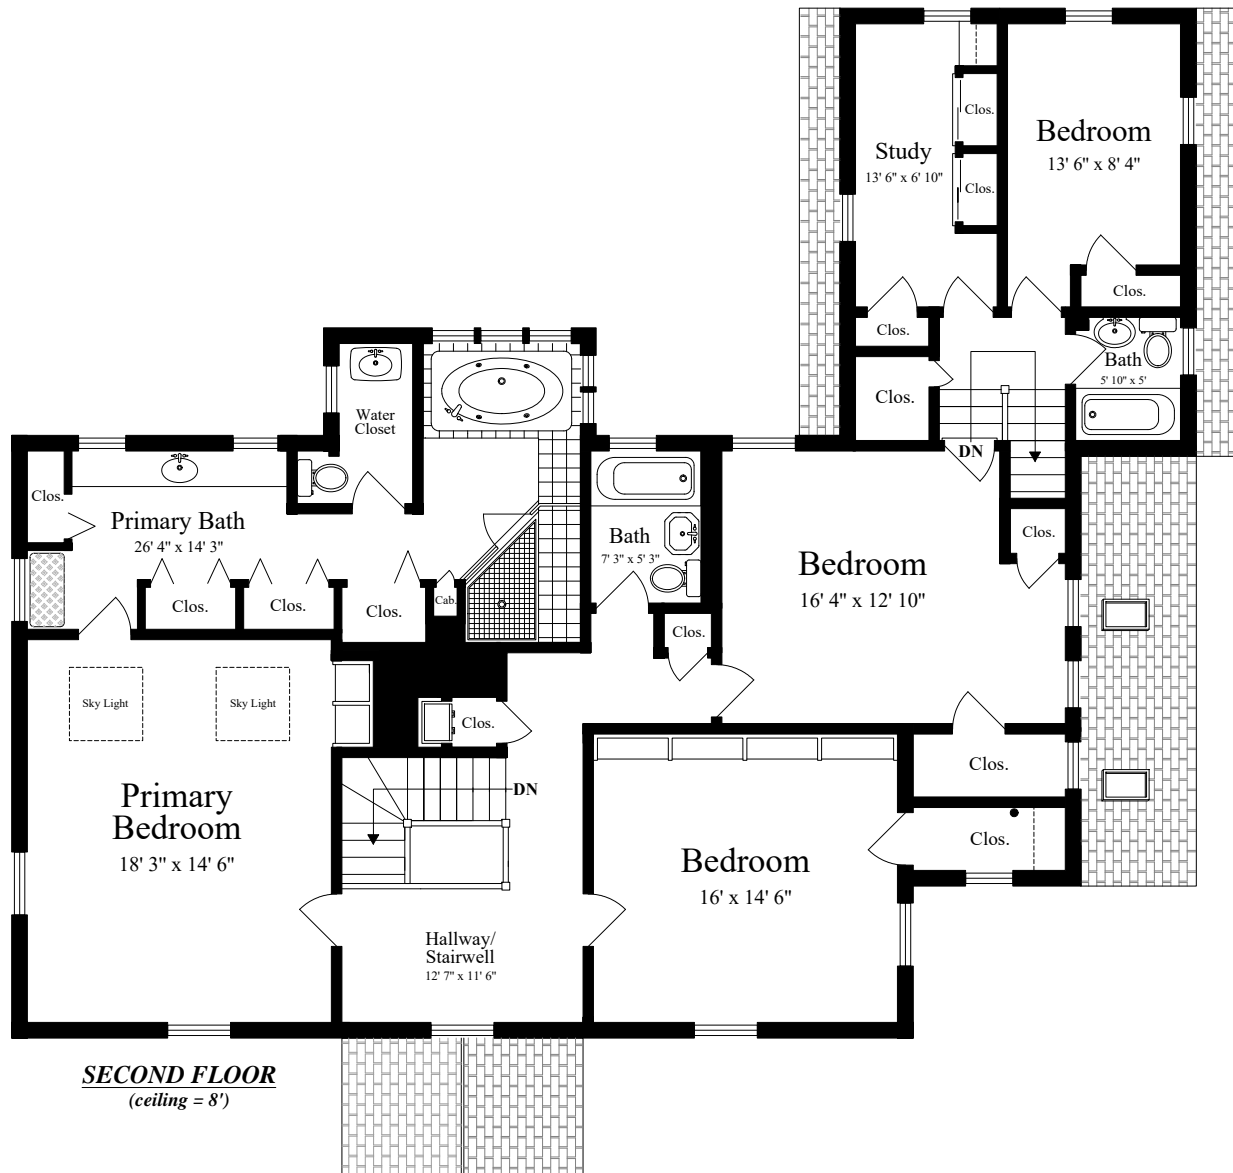 Clos.
Bedroom
13' 6" x 8' 4"
Study
13' 6" x 6' 10"
Clos.
Clos.
Clos.
Bath
5' 10" x 5'
Clos.
DN
Water
Closet
Clos.
Primary Bath
26' 4" x 14' 3"
Clos.
Clos.
Clos.
Cab.
Bath
7' 3" x 5' 3"
Clos.
Bedroom
16' 4" x 12' 10"
Clos.
Sky Light
Sky Light
Clos.
Clos.
Primary
Bedroom
18' 3" x 14' 6"
DN
Bedroom
16' x 14' 6"
Clos.
Hallway/
Stairwell
12' 7" x 11' 6"
SECOND FLOOR
(ceiling = 8')